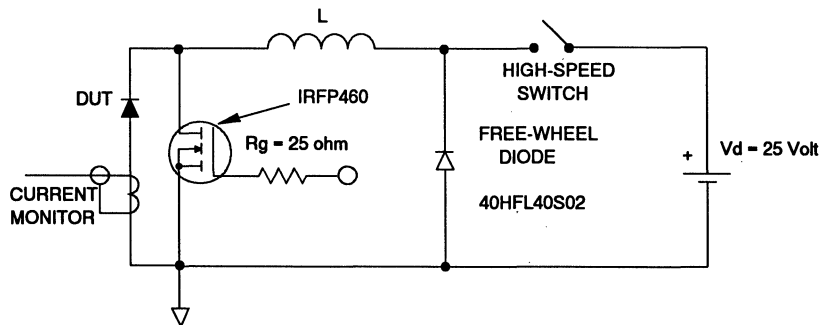 L
HIGH-SPEED
SWITCH
DUT
IRFP460
Rg = 25 ohm
FREE-WHEEL
DIODE
+
Vd = 25 Volt
CURRENT
MONITOR
40HFL40S02